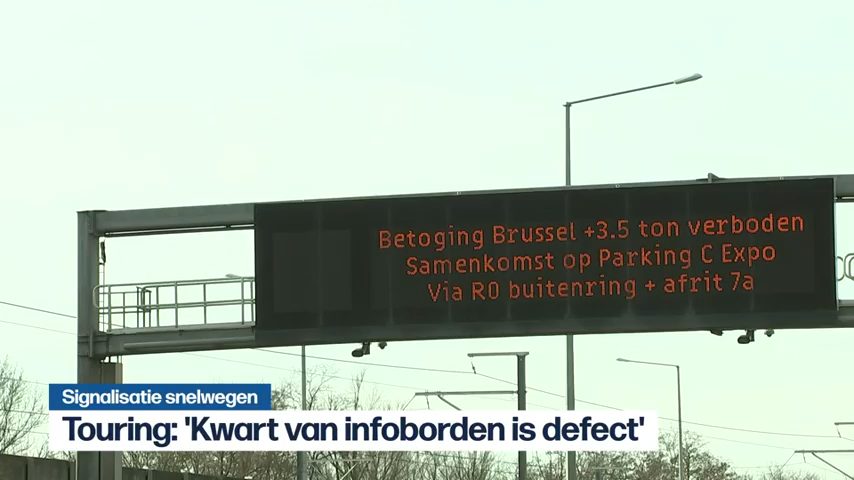 Betoging Brussel +3.5 ton verboden
Samenkomst op Parking C Expo
Via R0 buitenring + afrit 7a
Signalisatie snelwegen
Touring: 'Kwart van infoborden is defect'